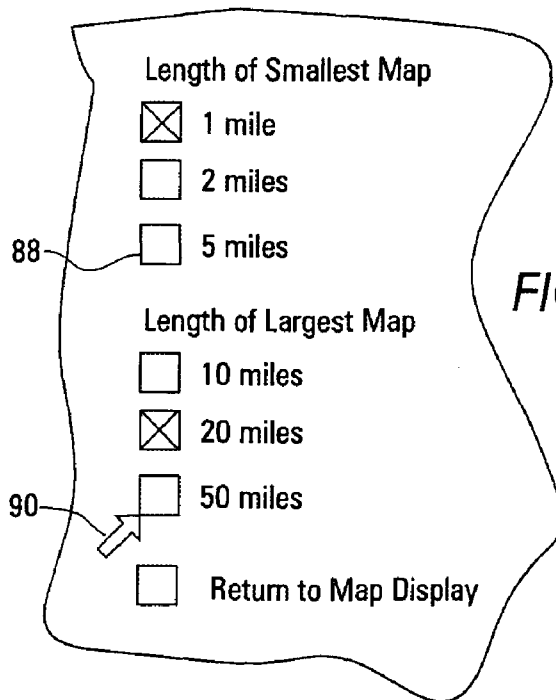 Length of Smallest Map
1 mile
2 miles
88
5 miles
Length of Largest Map
10 miles
20 miles
90
50 miles
Return to Map Display